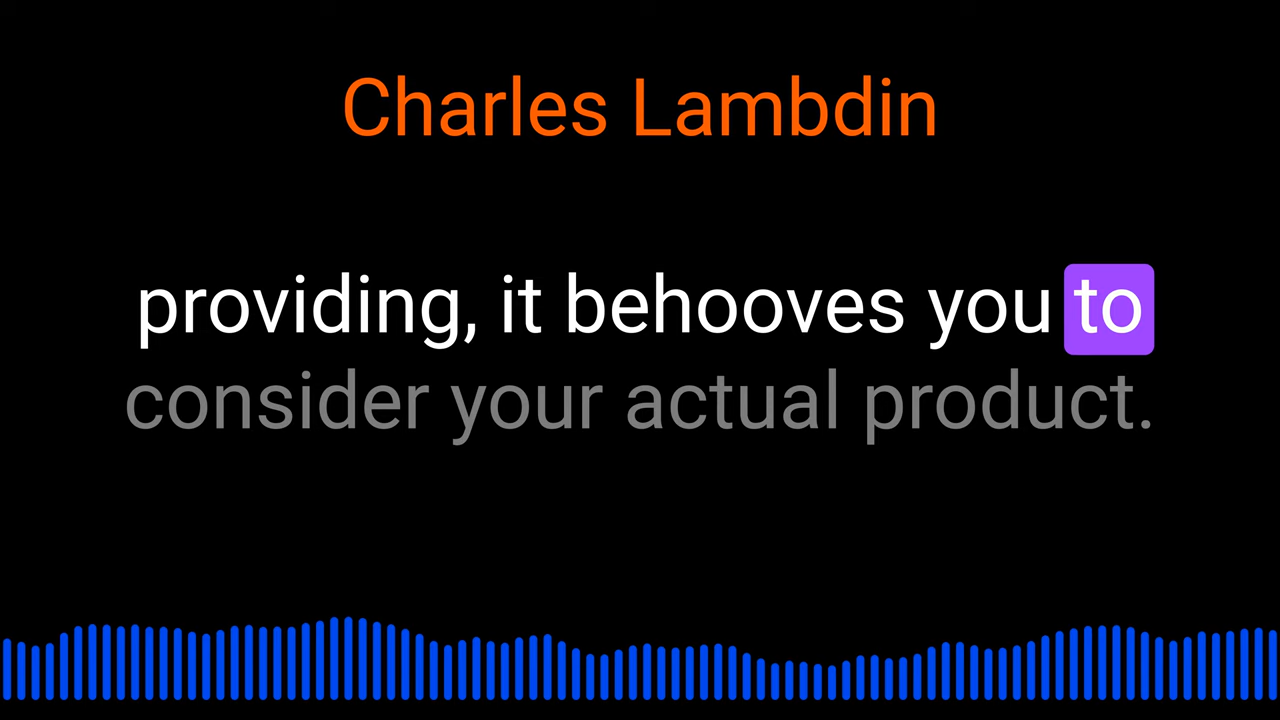 Charles Lambdin
providing, it behooves you to
consider your actual product.